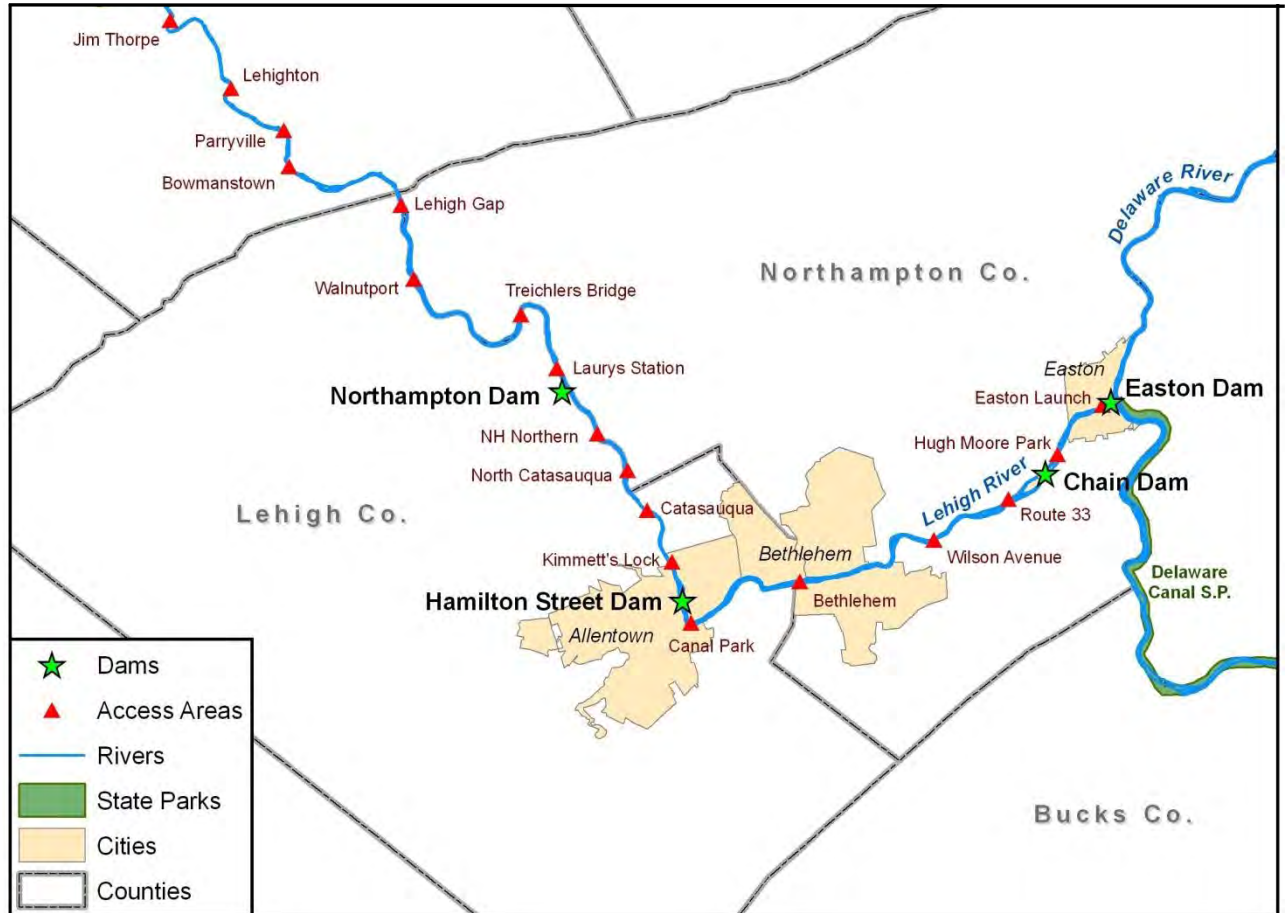 Jim Thorpe
Lehighton
Parryville
Bowmanstown
Lehigh Gap
Delaware River
Northampton Co.
Walnutport
Treichlers Bridge
Laurys Station
Easton
Northampton Dam
Easton Launch
Easton Dam
NH Northern
Hugh Moore Park
North Catasauqua
Lehigh River
Chain Dam
Lehigh Co.
Catasauqua
Route 33
Kimmett's Lock
Bethlehem
Wilson Avenue
Delaware
Canal S.P.
Hamilton Street Dam
Bethlehem
Allentown
Canal Park
Bucks Co.
Dams
Access Areas
Rivers
State Parks
Cities
Counties